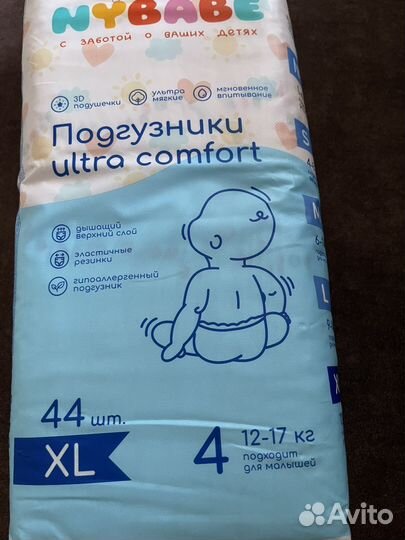 NYBABE
с заботой о ваших детях
3D подушечки
ультра мягкие
мгновенное впитывание
Подгузники
ultra comfort
дышащий
верхний слой
эластичные
резинки
гипоаллергенный
подгузник
S
M
L
44 шт.
XL
4
12-17 кг
подходит
для малышей
Avito